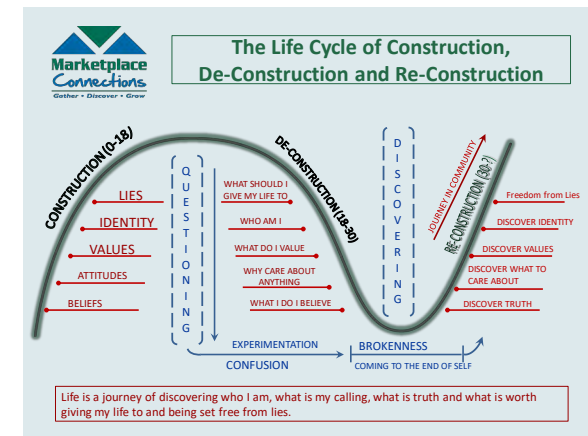 Marketplace
Connections
Gather • Discover • Grow
The Life Cycle of Construction,
De-Construction and Re-Construction
CONSTRUCTION (0-18)
LIES
IDENTITY
VALUES
ATTITUDES
BELIEFS
QUESTIONING
DE-CONSTRUCTION (18-30)
WHAT SHOULD I
GIVE MY LIFE TO
WHO AM I
WHAT DO I VALUE
WHY CARE ABOUT
ANYTHING
WHAT I DO I BELIEVE
EXPERIMENTATION
CONFUSION
DISCOVERING
BROKENNESS
COMING TO THE END OF SELF
JOURNEY IN COMMUNITY
RE-CONSTRUCTION (30-?)
Freedom from Lies
DISCOVER IDENTITY
DISCOVER VALUES
DISCOVER WHAT TO
CARE ABOUT
DISCOVER TRUTH
Life is a journey of discovering who I am, what is my calling, what is truth and what is worth
giving my life to and being set free from lies.